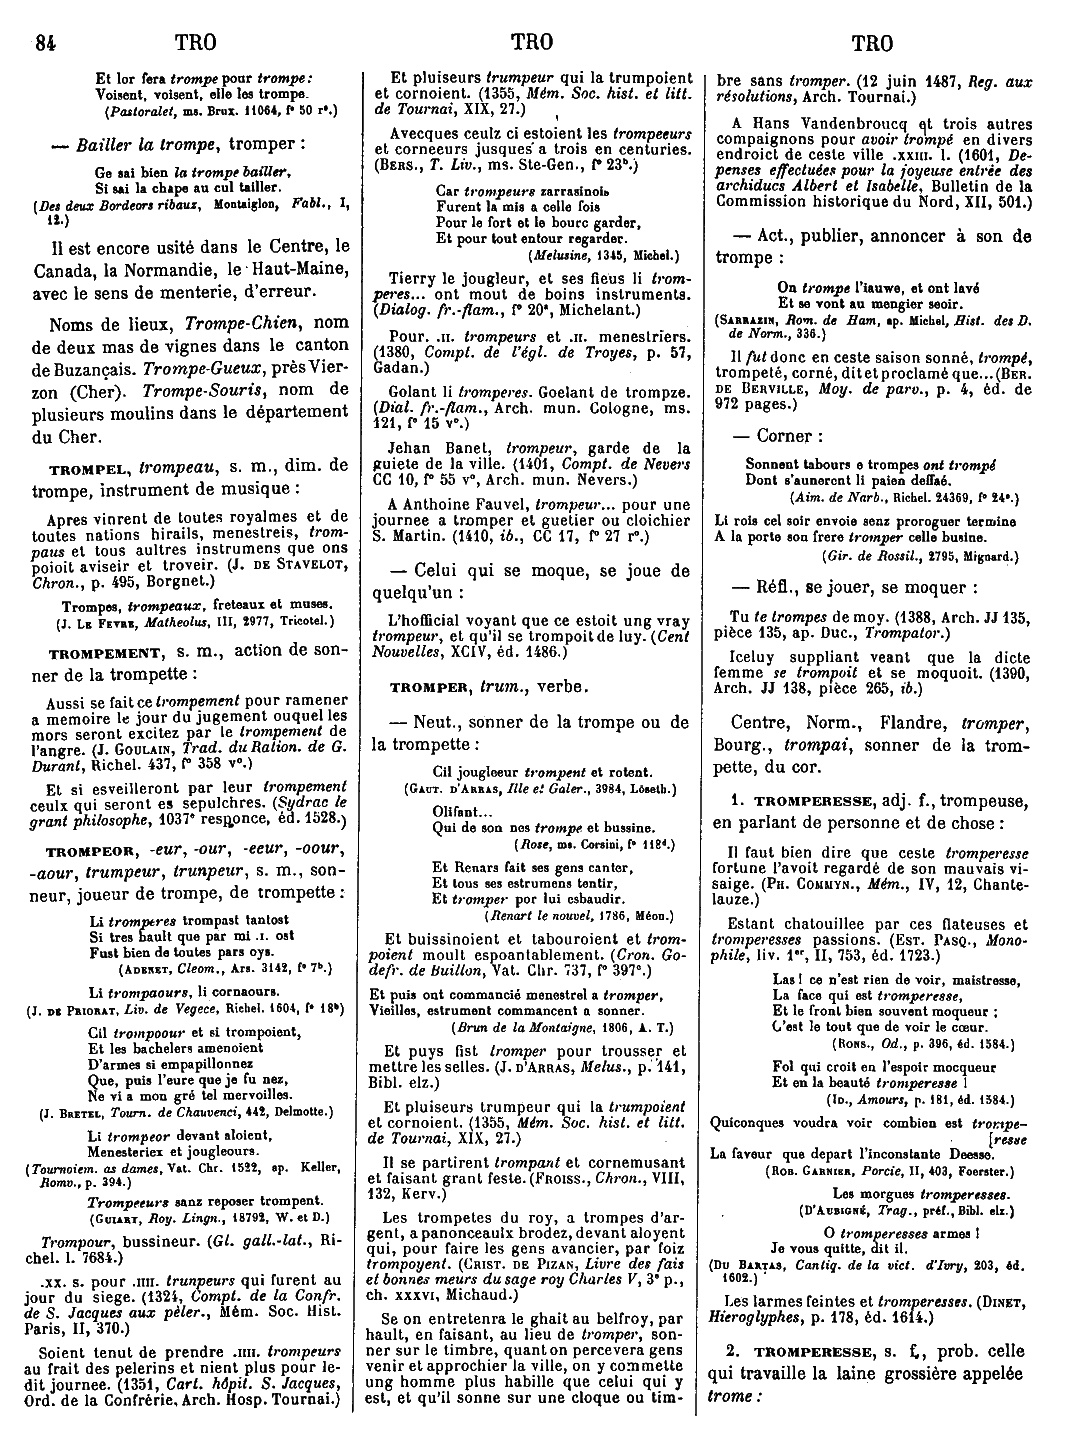 84 TRO TRO TRO
Et lor fera trompe pour trompe:
Voisent, voisent, elle les trompe.
(Pastoralet, ms. Brux. 11064, f° 50 r°.)
— Bailler la trompe, tromper :
Ge sai bien la trompe bailler,
Si sai la chape au cul tailler.
(Des deux Bordeors ribauz, Montaiglon, Fabl., I,
12.)
Il est encore usité dans le Centre, le
Canada, la Normandie, le Haut-Maine,
avec le sens de menterie, d'erreur.
Noms de lieux, Trompe-Chien, nom
de deux mas de vignes dans le canton
de Buzançais. Trompe-Gueux, près Vier-
zon (Cher). Trompe-Souris, nom de
plusieurs moulins dans le département
du Cher.
TROMPEL, trompeau, s. m., dim. de
trompe, instrument de musique :
Apres vinrent de toutes royalmes et de
toutes nations hirails, menestreis, trom-
paus et tous aultres instrumens que ons
poioit aviseir et troveir. (J. DE STAVELOT,
Chron., p. 495, Borgnet.)
Trompes, trompeaux, freteaux et muses.
(J. LE FEVRE, Matheolus, III, 2977, Tricotel.)
TROMPEMENT, s. m., action de son-
ner de la trompette :
Aussi se fait ce trompement pour ramener
a memoire le jour du jugement ouquel les
mors seront excitez par le trompement de
l'angre. (J. GOULAIN, Trad. du Ration. de G.
Durant, Richel. 437, f° 358 v°.)
Et si esveilleront par leur trompement
ceulx qui seront es sepulchres. (Sydrac le
grant philosophe, 1037e responce, éd. 1528.)
TROMPEOR, -eur, -our, -eeur, -oour,
-aour, trumpeur, trunpeur, s. m., son-
neur, joueur de trompe, de trompette :
Li tromperes trompast tantost
Si tres hault que par mi .I. ost
Fust bien de toutes pars oys.
(ADENET, Cleom., Ars. 3142, f° 7b.)
Li trompaours, li cornaours.
(J. DE PRIORAT, Liv. de Vegece, Richel. 1604, f° 18b)
Cil trompoour et si trompoient,
Et les bachelers amenoient
D'armes si empapillonnez
Que, puis l'eure que je fu nez,
Ne vi a mon gré tel mervoilles.
(J. BRETEL, Tourn. de Chauvenci, 442, Delmotte.)
Li trompeor devant aloient,
Menesteriex et jougleours.
(Tournoiem. as dames, Vat. Chr. 1522, ap. Keller,
Romv., p. 394.)
Trompeeurs sanz reposer trompent.
(GUIART, Roy. Lingn., 18792, W. et D.)
Trompour, bussineur. (Gl. gall.-lat., Ri-
chel. l. 7684.)
.XX. s. pour .IIII. trunpeurs qui furent au
jour du siege. (1324, Compt. de la Confr.
de S. Jacques aux pèler., Mém. Soc. Hist.
Paris, II, 370.)
Soient tenut de prendre .IIII. trompeurs
au frait des pelerins et nient plus pour le-
dit journee. (1351, Cart. hôpit. S. Jacques,
Ord. de la Confrérie, Arch. Hosp. Tournai.)
Et pluiseurs trumpeur qui la trumpoient
et cornoient. (1355, Mém. Soc. hist. et litt.
de Tournai, XIX, 27.)
Avecques ceulz ci estoient les trompeeurs
et corneeurs jusques a trois en centuries.
(BERS., T. Liv., ms. Ste-Gen., f° 23b.)
Car trompeurs zarrasinois
Furent la mis a celle fois
Pour le fort et le bourc garder,
Et pour tout entour regarder.
(Melusine, 1345, Michel.)
Tierry le jougleur, et ses fieus li trom-
peres... ont mout de boins instruments.
(Dialog. fr.-flam., f° 20a, Michelant.)
Pour. .II. trompeurs et .II. menestriers.
(1380, Compt. de l'égl. de Troyes, p. 57,
Gadan.)
Golant li tromperes. Goelant de trompze.
(Dial. fr.-flam., Arch. mun. Cologne, ms.
121, f° 15 v°.)
Jehan Banet, trompeur, garde de la
guiete de la ville. (1401, Compt. de Nevers
CC 10, f° 55 v°, Arch. mun. Nevers.)
A Anthoine Fauvel, trompeur... pour une
journee a tromper et guetier ou cloichier
S. Martin. (1410, ib., CC 17, f° 27 r°.)
— Celui qui se moque, se joue de
quelqu'un :
L'hofficial voyant que ce estoit ung vray
trompeur, et qu'il se trompoit de luy. (Cent
Nouvelles, XCIV, éd. 1486.)
TROMPER, trum., verbe.
— Neut., sonner de la trompe ou de
la trompette :
Cil jougleeur trompent et rotent.
(GAUT. D'ARRAS, Ille et Galer., 3984, Löseth.)
Olifant...
Qui de son nes trompe et bussine.
(Rose, ms. Corsini, f° 118d.)
Et Renars fait ses gens canter,
Et tous ses estrumens tentir,
Et tromper por lui esbaudir.
(Renart le nouvel, 1786, Méon.)
Et buissinoient et tabouroient et trom-
poient moult espoantablement. (Cron. Go-
defr. de Buillon, Vat. Chr. 737, f° 397c.)
Et puis ont commancié menestrel a tromper,
Vieilles, estrument commancent a sonner.
(Brun de la Montaigne, 1806, A. T.)
Et puys fist tromper pour trousser et
mettre les selles. (J. D'ARRAS, Melus., p. 141,
Bibl. elz.)
Et pluiseurs trumpeur qui la trumpoient
et cornoient. (1355, Mém. Soc. hist. et litt.
de Tournai, XIX, 27.)
Il se partirent trompant et cornemusant
et faisant grant feste. (FROISS., Chron., VIII,
132, Kerv.)
Les trompetes du roy, a trompes d'ar-
gent, a panonceaulx brodez, devant aloyent
qui, pour faire les gens avancier, par foiz
trompoyent. (CRIST. DE PIZAN, Livre des fais
et bonnes meurs du sage roy Charles V, 3e p.,
ch. XXXVI, Michaud.)
Se on entretenra le ghait au belfroy, par
hault, en faisant, au lieu de tromper, son-
ner sur le timbre, quant on percevera gens
venir et approchier la ville, on y commette
ung homme plus habille que celui qui y
est, et qu'il sonne sur une cloque ou tim-
bre sans tromper. (12 juin 1487, Reg. aux
résolutions, Arch. Tournai.)
A Hans Vandenbroucq et trois autres
compaignons pour avoir trompé en divers
endroict de ceste ville .XXIII. l. (1601, De-
penses effectuées pour la joyeuse entrée des
archiducs Albert et Isabelle, Bulletin de la
Commission historique du Nord, XII, 501.)
— Act., publier, annoncer à son de
trompe :
On trompe l'iauwe, et ont lavé
Et se vont au mengier seoir.
(SARRAZIN, Rom. de Ham, ap. Michel, Hist. des D.
de Norm., 336.)
Il fut donc en ceste saison sonné, trompé,
trompeté, corné, dit et proclamé que... (BER.
DE BERVILLE, Moy. de parv., p. 4, éd. de
972 pages.)
— Corner :
Sonnent tabours e trompes ont trompé
Dont s'auneront li paien deffaé.
(Aim. de Narb., Richel. 24369, f° 24a.)
Li rois cel soir envoie senz proroguer termine
A la porte son frere tromper celle busine.
(Gir. de Rossil., 2795, Mignard.)
— Réfl., se jouer, se moquer :
Tu te trompes de moy. (1388, Arch. JJ 135,
pièce 135, ap. Duc., Trompator.)
Iceluy suppliant veant que la dicte
femme se trompoit et se moquoit. (1390,
Arch. JJ 138, pièce 265, ib.)
Centre, Norm., Flandre, tromper,
Bourg., trompai, sonner de la trom-
pette, du cor.
1. TROMPERESSE, adj. f., trompeuse,
en parlant de personne et de chose :
Il faut bien dire que ceste tromperesse
fortune l'avoit regardé de son mauvais vi-
saige. (PH. COMMYN., Mém., IV, 12, Chante-
lauze.)
Estant chatouillee par ces flateuses et
tromperesses passions. (EST. PASQ., Mono-
phile, liv. 1er, II, 753, éd. 1723.)
Las ! ce n'est rien de voir, maistresse,
La face qui est tromperesse,
Et le front bien souvent moqueur ;
C'est le tout que de voir le cœur.
(RONS., Od., p. 396, éd. 1584.)
Fol qui croit en l'espoir mocqueur
Et en la beauté tromperesse !
(ID., Amours, p. 181, éd. 1584.)
Quiconques voudra voir combien est trompe-
[resse
La faveur que depart l'inconstante Deesse.
(ROB. GARNIER, Porcie, II, 403, Foerster.)
Les morgues tromperesses.
(D'AUBIGNÉ, Trag., préf., Bibl. elz.)
O tromperesses armes !
Je vous quitte, dit il.
(DU BARTAS, Cantiq. de la vict. d'Ivry, 203, éd.
1602.)
Les larmes feintes et tromperesses. (DINET,
Hieroglyphes, p. 178, éd. 1614.)
2. TROMPERESSE, s. f., prob. celle
qui travaille la laine grossière appelée
trome :